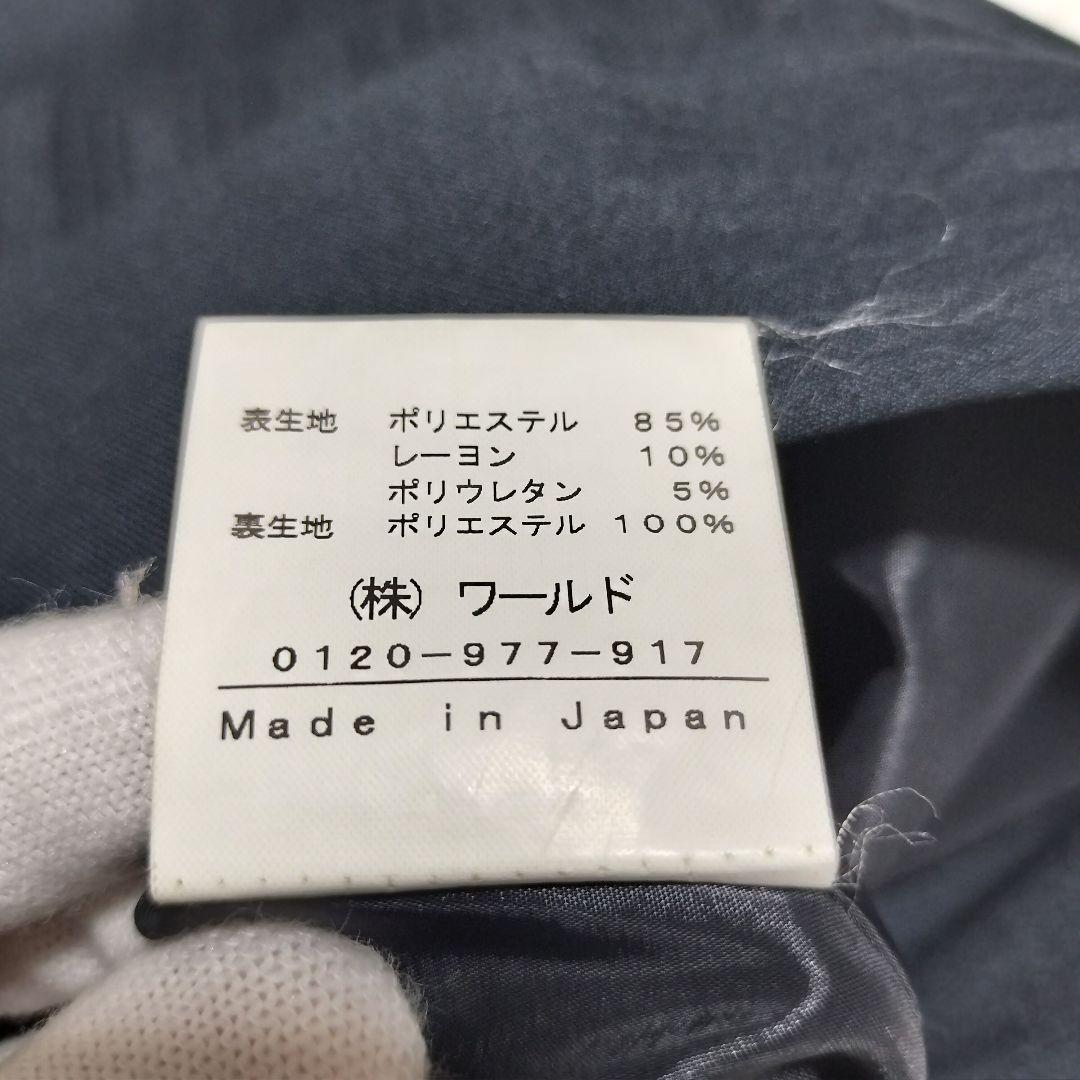 表生地 ポリエステル 85%
レーヨン 10%
ポリウレタン 5%
裏生地 ポリエステル 100%
(株) ワールド
0120-977-917
Made in Japan